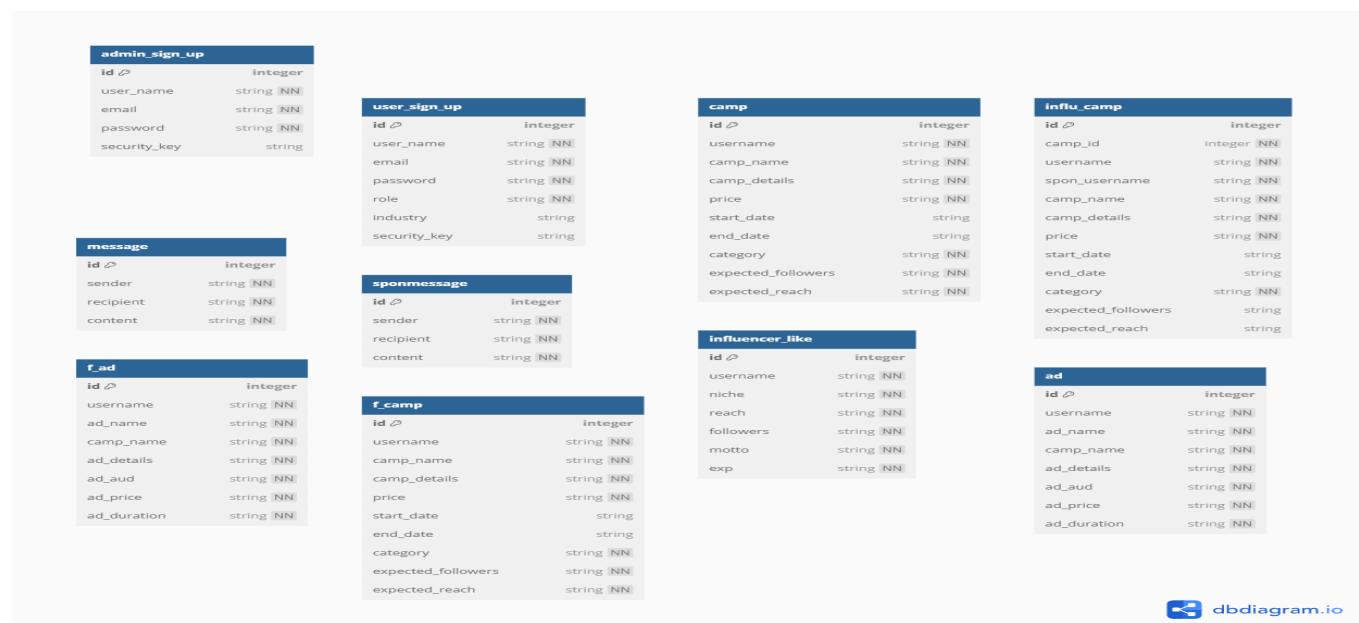 admin_sign_up
id integer
user_name string NN
email string NN
password string NN
security_key string
user_sign_up
id integer
user_name string NN
email string NN
password string NN
role string NN
industry string
security_key string
camp
id integer
username string NN
camp_name string NN
camp_details string NN
price string NN
start_date string
end_date string
category string NN
expected_followers string NN
expected_reach string NN
influ_camp
id integer
camp_id integer NN
username string NN
spon_username string NN
camp_name string NN
camp_details string NN
price string NN
start_date string
end_date string
category string NN
expected_followers string
expected_reach string
message
id integer
sender string NN
recipient string NN
content string NN
sponmessage
id integer
sender string NN
recipient string NN
content string NN
influencer_like
id integer
username string NN
niche string NN
reach string NN
followers string NN
motto string NN
exp string NN
f_ad
id integer
username string NN
ad_name string NN
camp_name string NN
ad_details string NN
ad_aud string NN
ad_price string NN
ad_duration string NN
f_camp
id integer
username string NN
camp_name string NN
camp_details string NN
price string NN
start_date string
end_date string
category string NN
expected_followers string NN
expected_reach string NN
ad
id integer
username string NN
ad_name string NN
camp_name string NN
ad_details string NN
ad_aud string NN
ad_price string NN
ad_duration string NN
dbdiagram.io